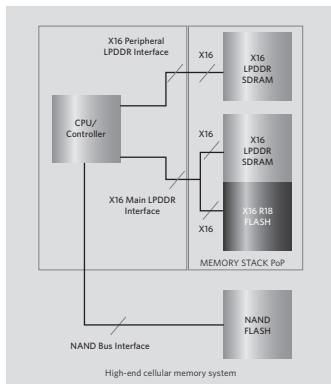 X16 Peripheral
LPDDR Interface
X16
X16
LPDDR
SDRAM
CPU/
Controller
X16
X16
LPDDR
SDRAM
X16 Main LPDDR
Interface
X16
X16 R18
FLASH
MEMORY STACK PoP
NAND
FLASH
NAND Bus Interface
High-end cellular memory system